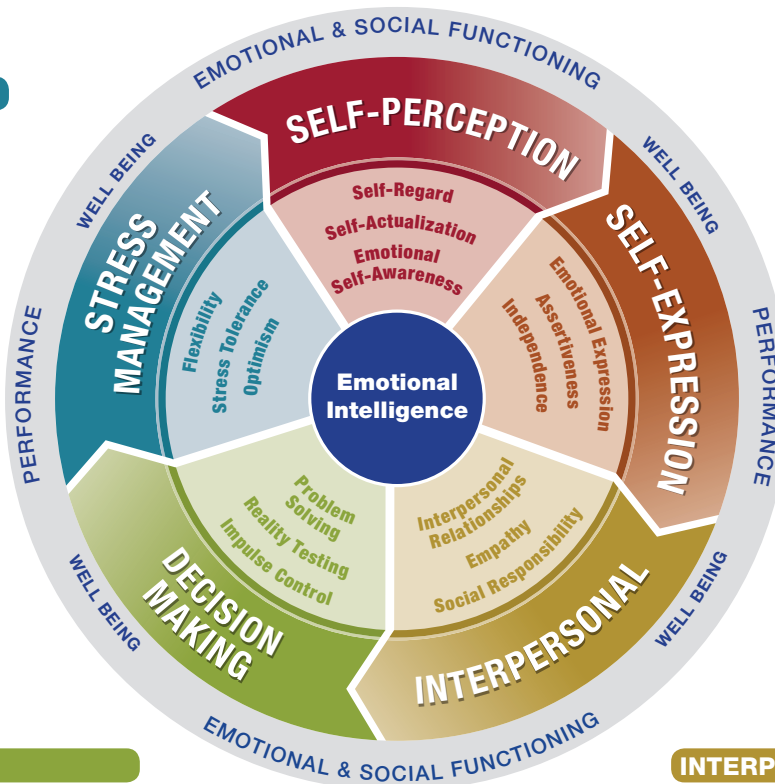 EMOTIONAL & SOCIAL FUNCTIONING
WELL BEING
WELL BEING
SELF-PERCEPTION
Self-Regard
Self-Actualization
Emotional
Self-Awareness
STRESS
MANAGEMENT
Flexibility
Stress Tolerance
Optimism
SELF-EXPRESSION
Emotional Expression
Assertiveness
Independence
PERFORMANCE
PERFORMANCE
Emotional
Intelligence
Problem
Solving
Reality Testing
Impulse Control
DECISION
MAKING
Interpersonal
Relationships
Empathy
Social Responsibility
INTERPERSONAL
WELL BEING
WELL BEING
EMOTIONAL & SOCIAL FUNCTIONING
INTERP